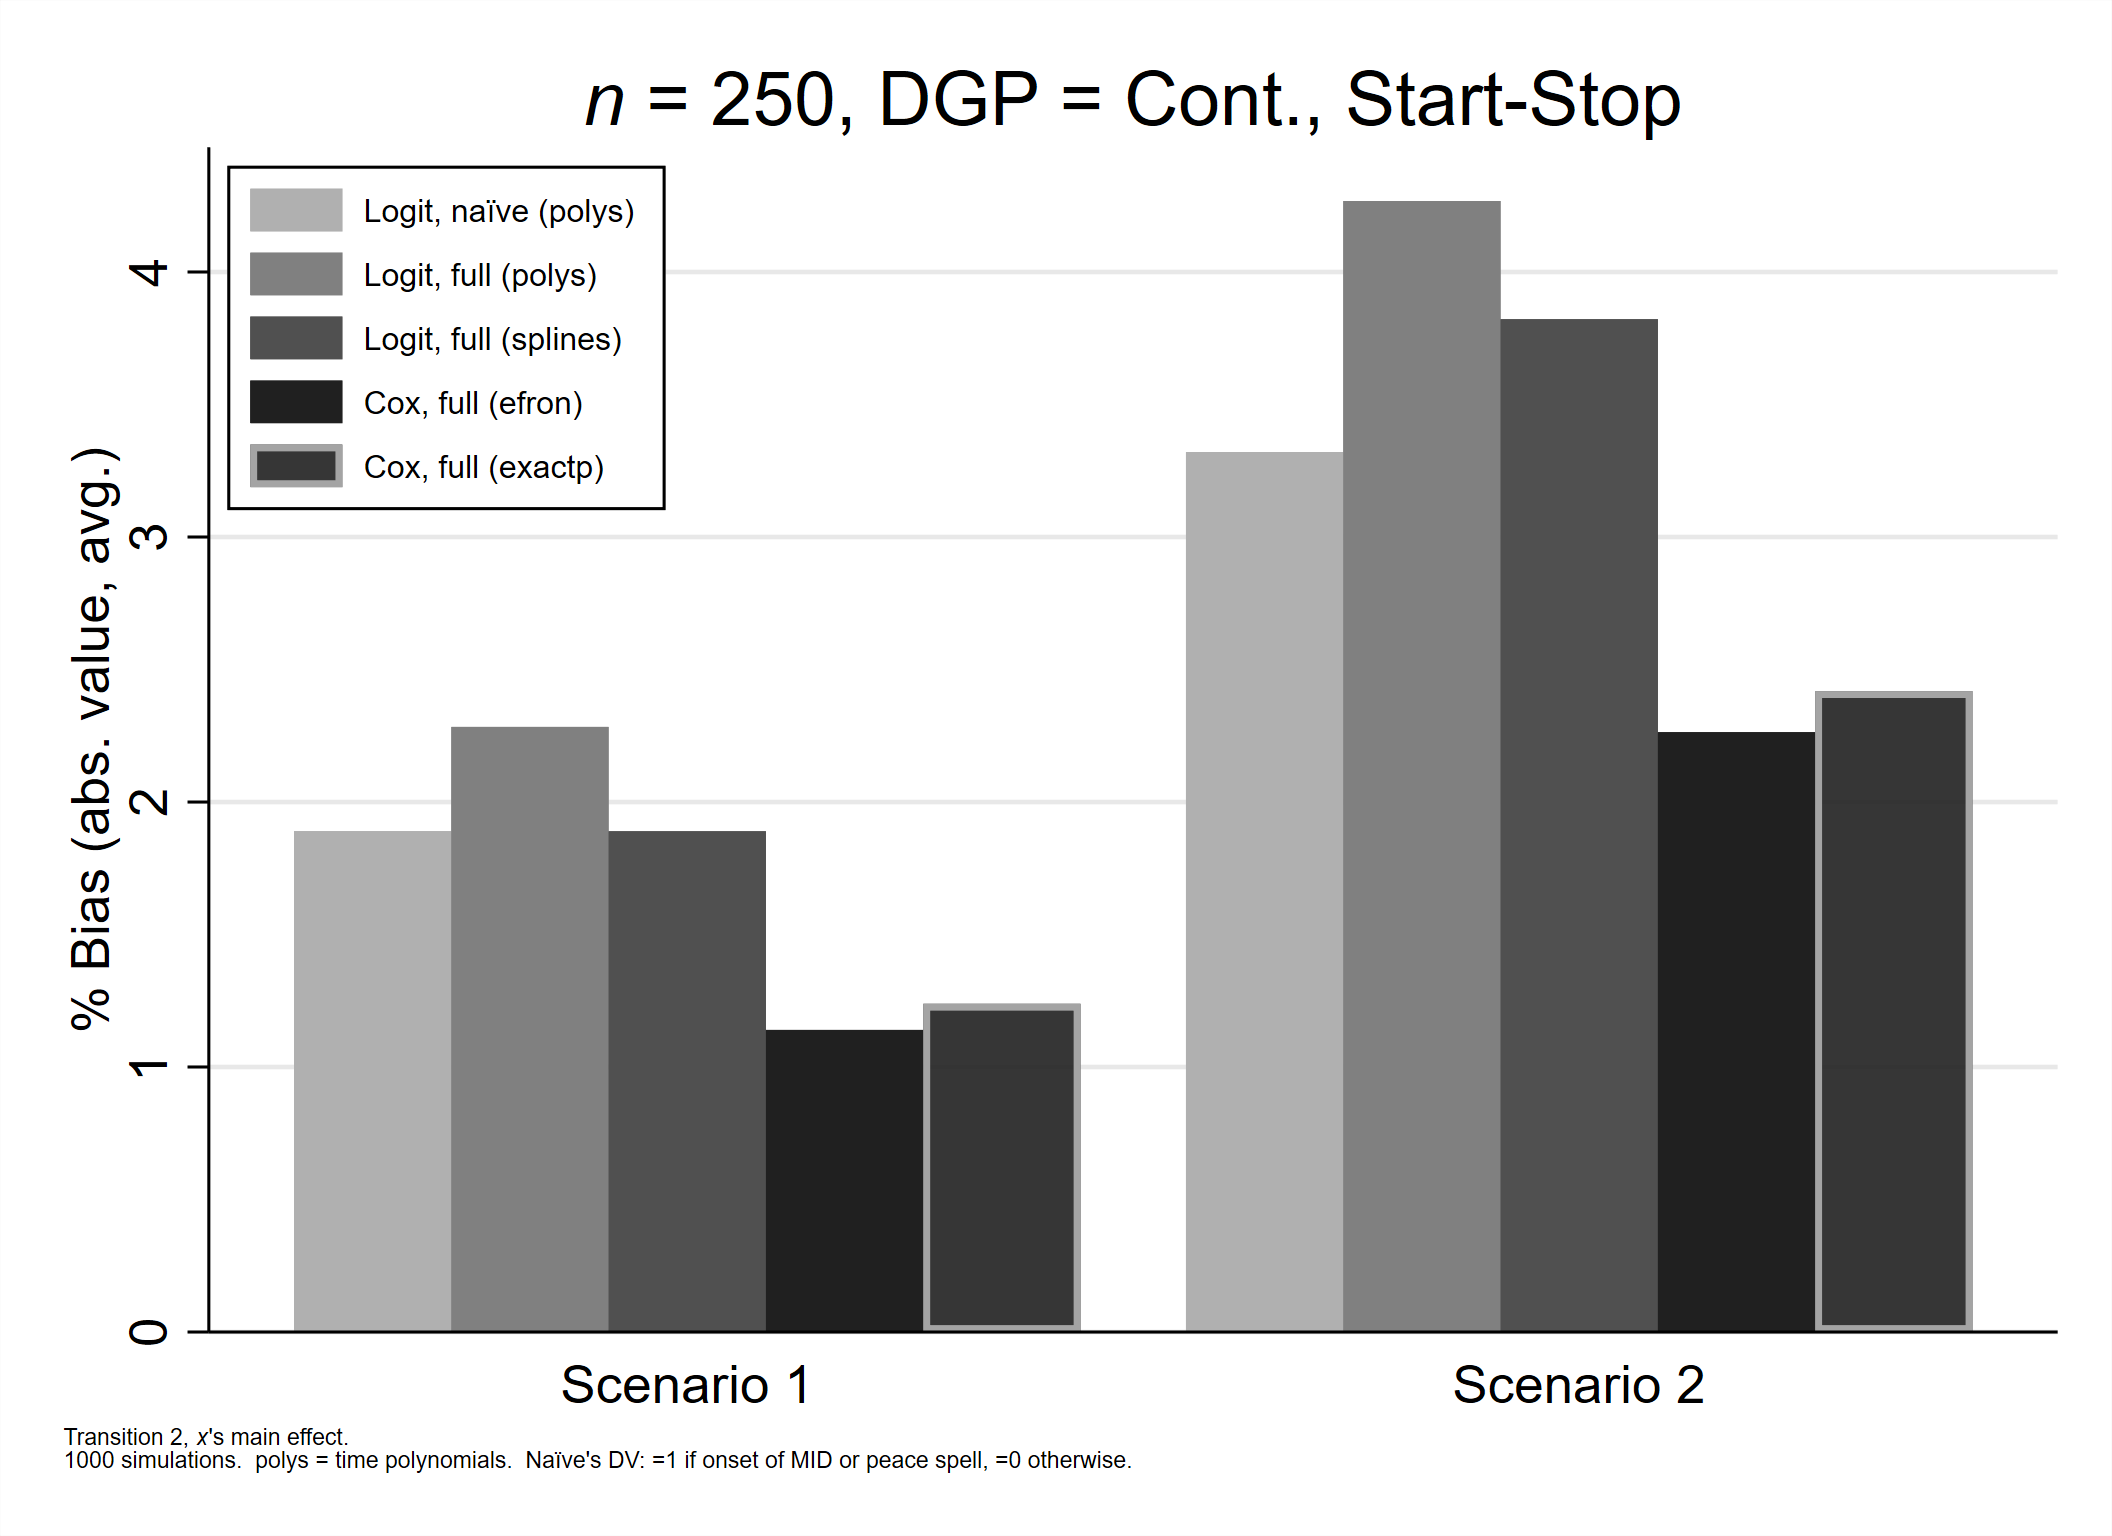 n = 250, DGP = Cont., Start-Stop
Logit, naïve (polys)
Logit, full (polys)
Logit, full (splines)
Cox, full (efron)
Cox, full (exactp)
% Bias (abs. value, avg.)
4
3
2
1
0
Scenario 1
Scenario 2
Transition 2, x's main effect.
1000 simulations.  polys = time polynomials.  Naïve's DV: =1 if onset of MID or peace spell, =0 otherwise.